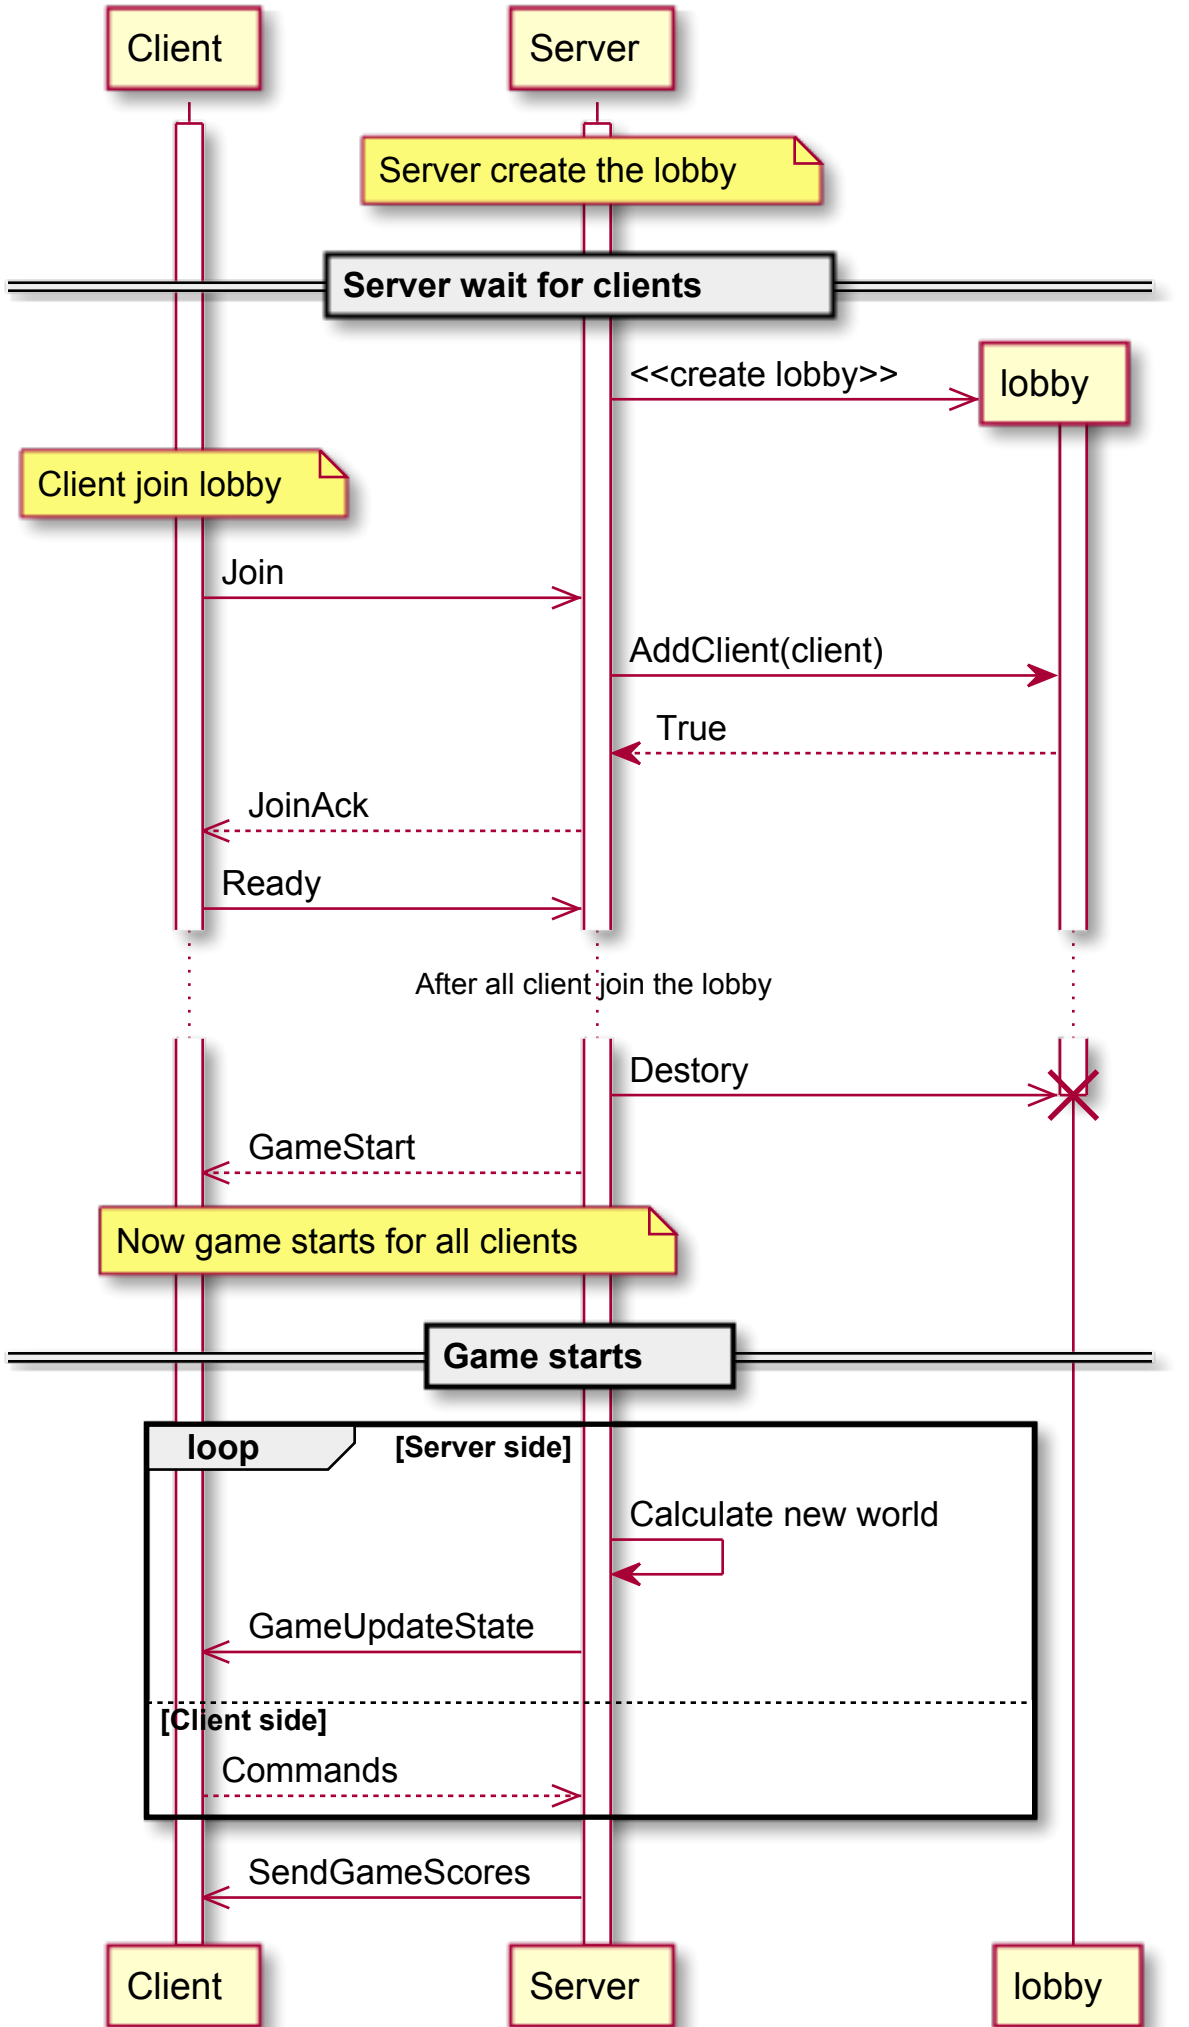 Client
Server
Server create the lobby
Server wait for clients
<<create lobby>>
lobby
Client join lobby
Join
AddClient(client)
True
JoinAck
Ready
After all client join the lobby
Destory
GameStart
Now game starts for all clients
Game starts
loop [Server side]
Calculate new world
GameUpdateState
[Client side]
Commands
SendGameScores
Client
Server
lobby